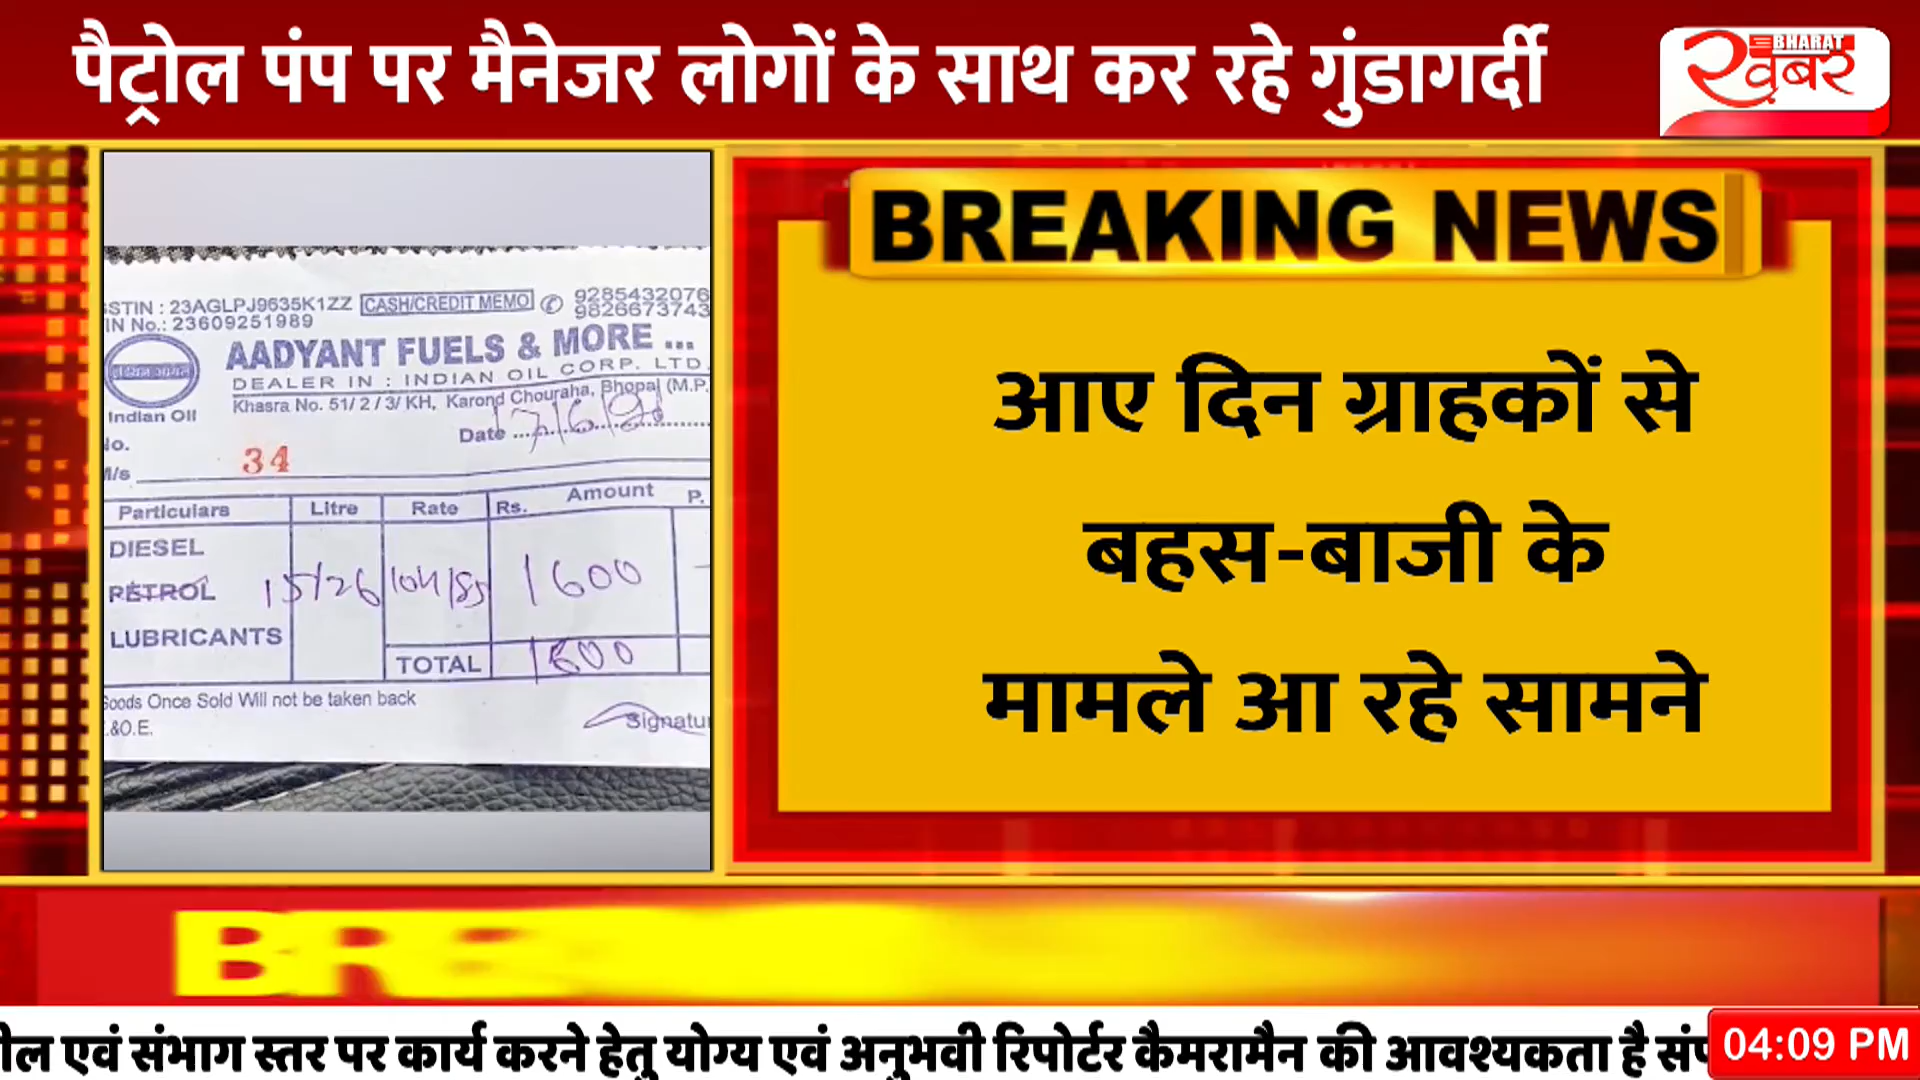 पैट्रोल पंप पर मैनेजर लोगों के साथ कर रहे गुंडागर्दी
BHARAT
खबर
BREAKING NEWS
आए दिन ग्राहकों से
बहस-बाजी के
मामले आ रहे सामने
GSTIN : 23AGLPJ9635K1ZZ CASH/CREDIT MEMO 9285432076
IN No.: 23609251989 9826673743
AADYANT FUELS & MORE ...
DEALER IN : INDIAN OIL CORP. LTD.
Khasra No. 51/ 2 / 3/ KH, Karond Chouraha, Bhopal (M.P.
Indian Oil
Date
No.
34
M/s
Particulars Litre Rate Rs. Amount P.
DIESEL
PETROL 15/26 104/85 1600
LUBRICANTS
TOTAL 1600
Goods Once Sold Will not be taken back
E.&O.E.
Signatu
एवं संभाग स्तर पर कार्य करने हेतु योग्य एवं अनुभवी रिपोर्टर कैमरामैन की आवश्यकता है
04:09 PM